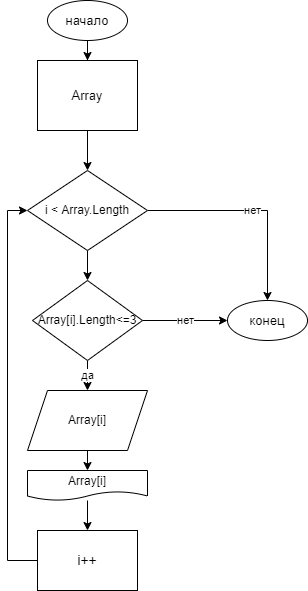 начало
Array
i < Array.Length
нет
Array[i].Length<=3
нет
конец
да
Array[i]
Array[i]
i++